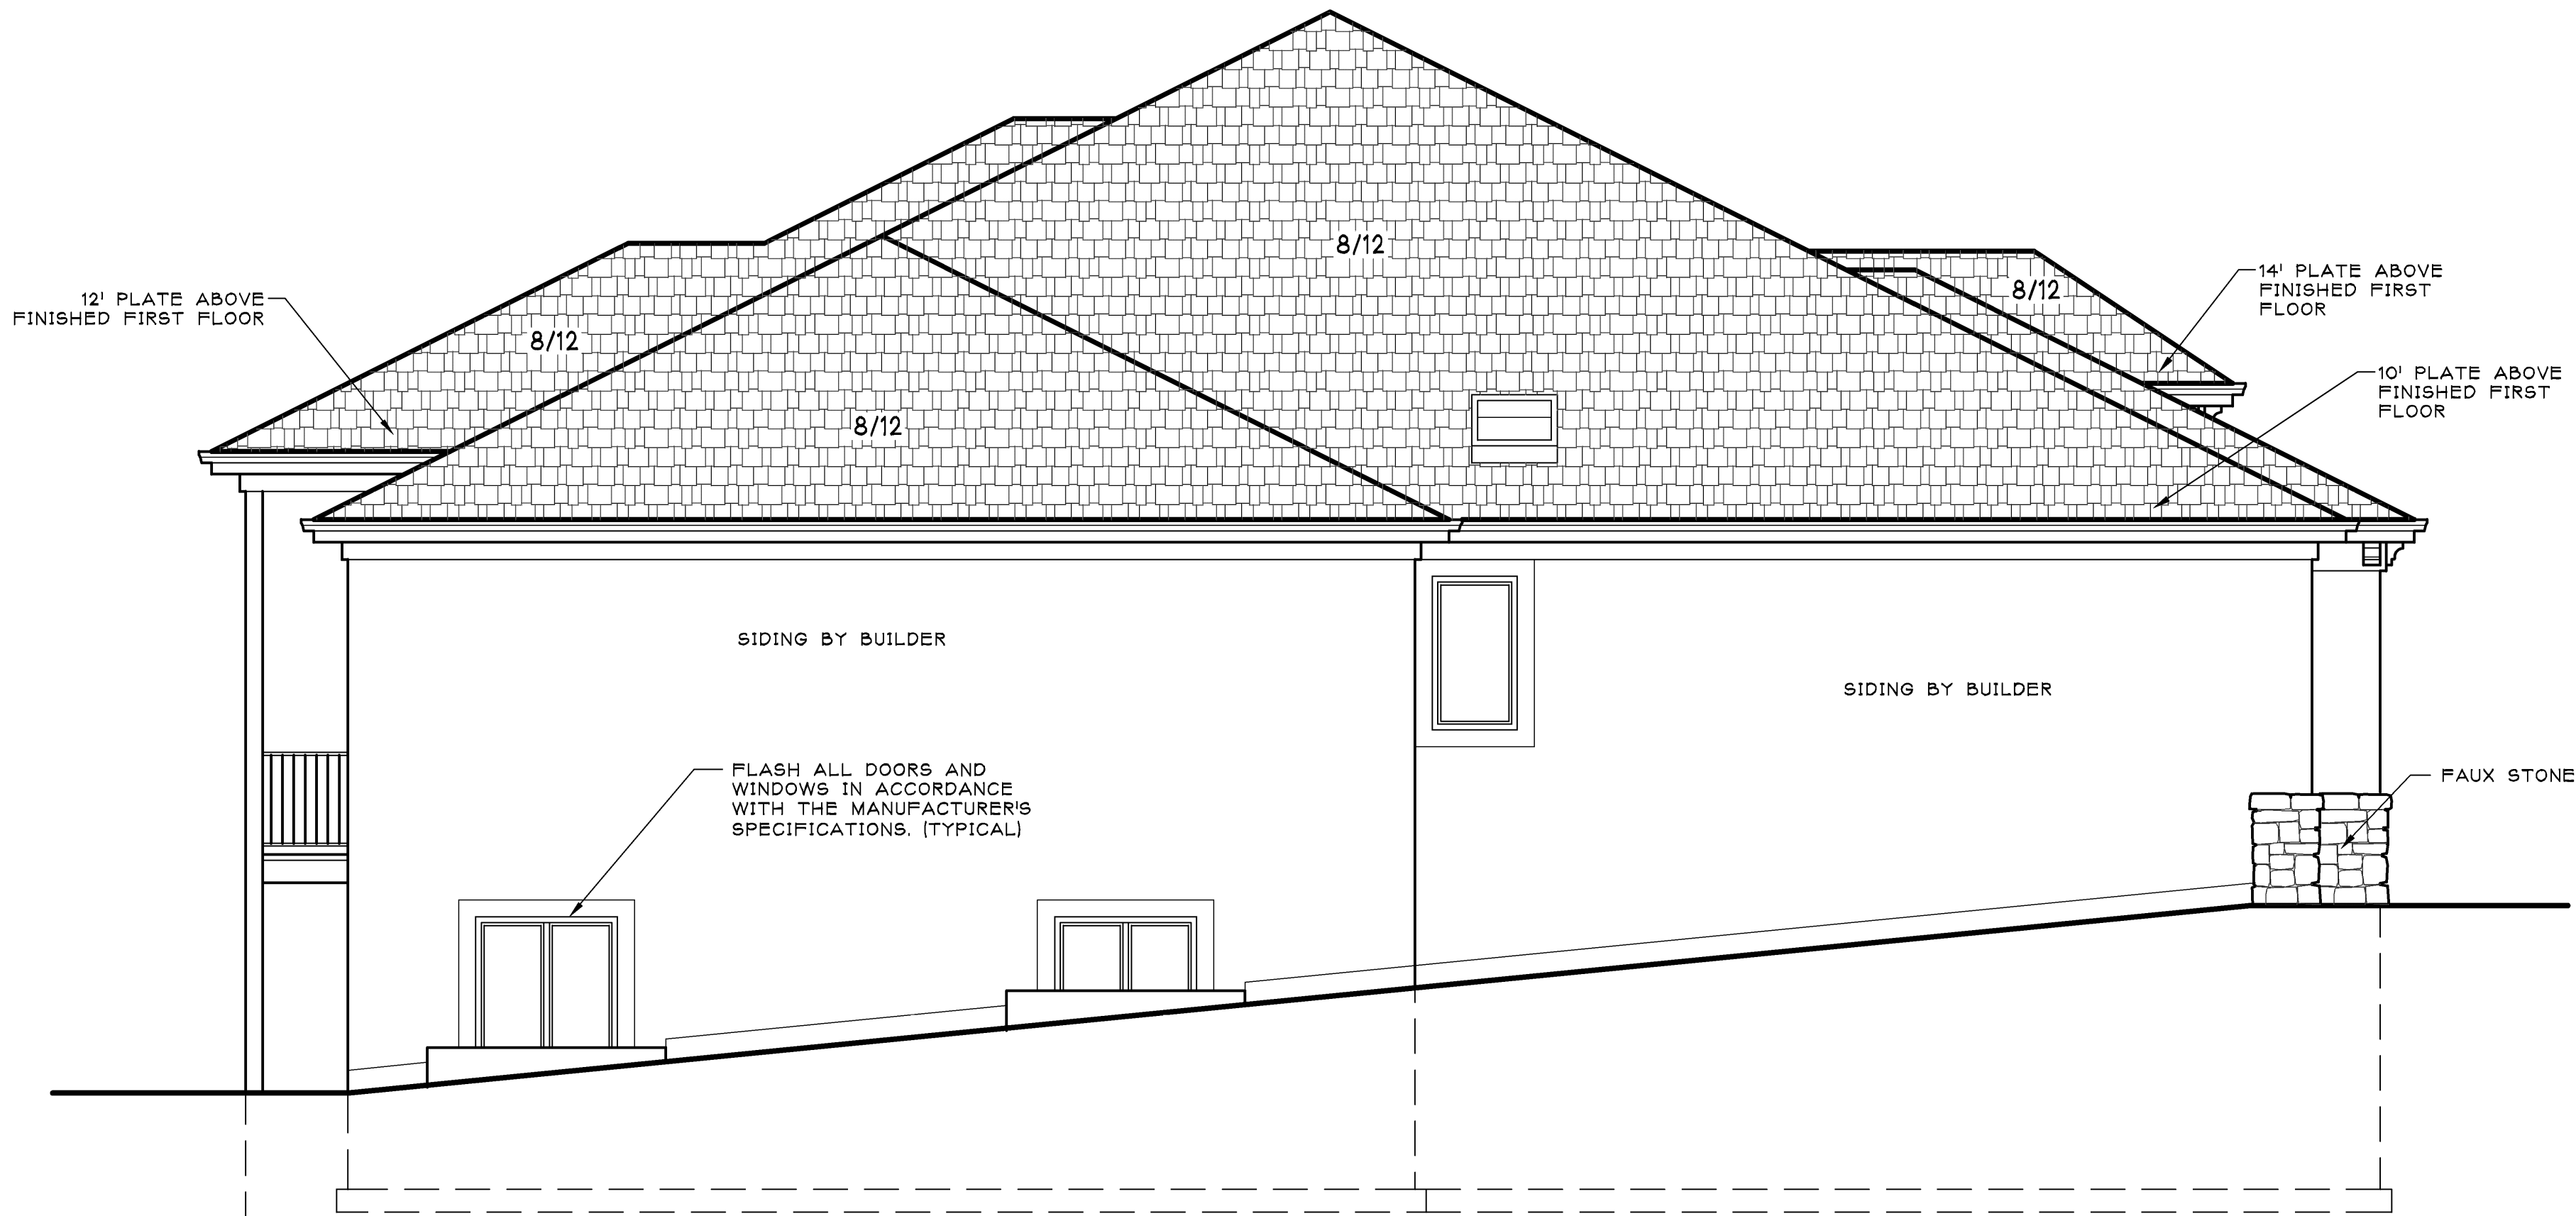 8/12
14' PLATE ABOVE
FINISHED FIRST
FLOOR
8/12
12' PLATE ABOVE
FINISHED FIRST FLOOR
8/12
10' PLATE ABOVE
FINISHED FIRST
FLOOR
8/12
SIDING BY BUILDER
SIDING BY BUILDER
FLASH ALL DOORS AND
WINDOWS IN ACCORDANCE
WITH THE MANUFACTURER'S
SPECIFICATIONS. (TYPICAL)
FAUX STONE